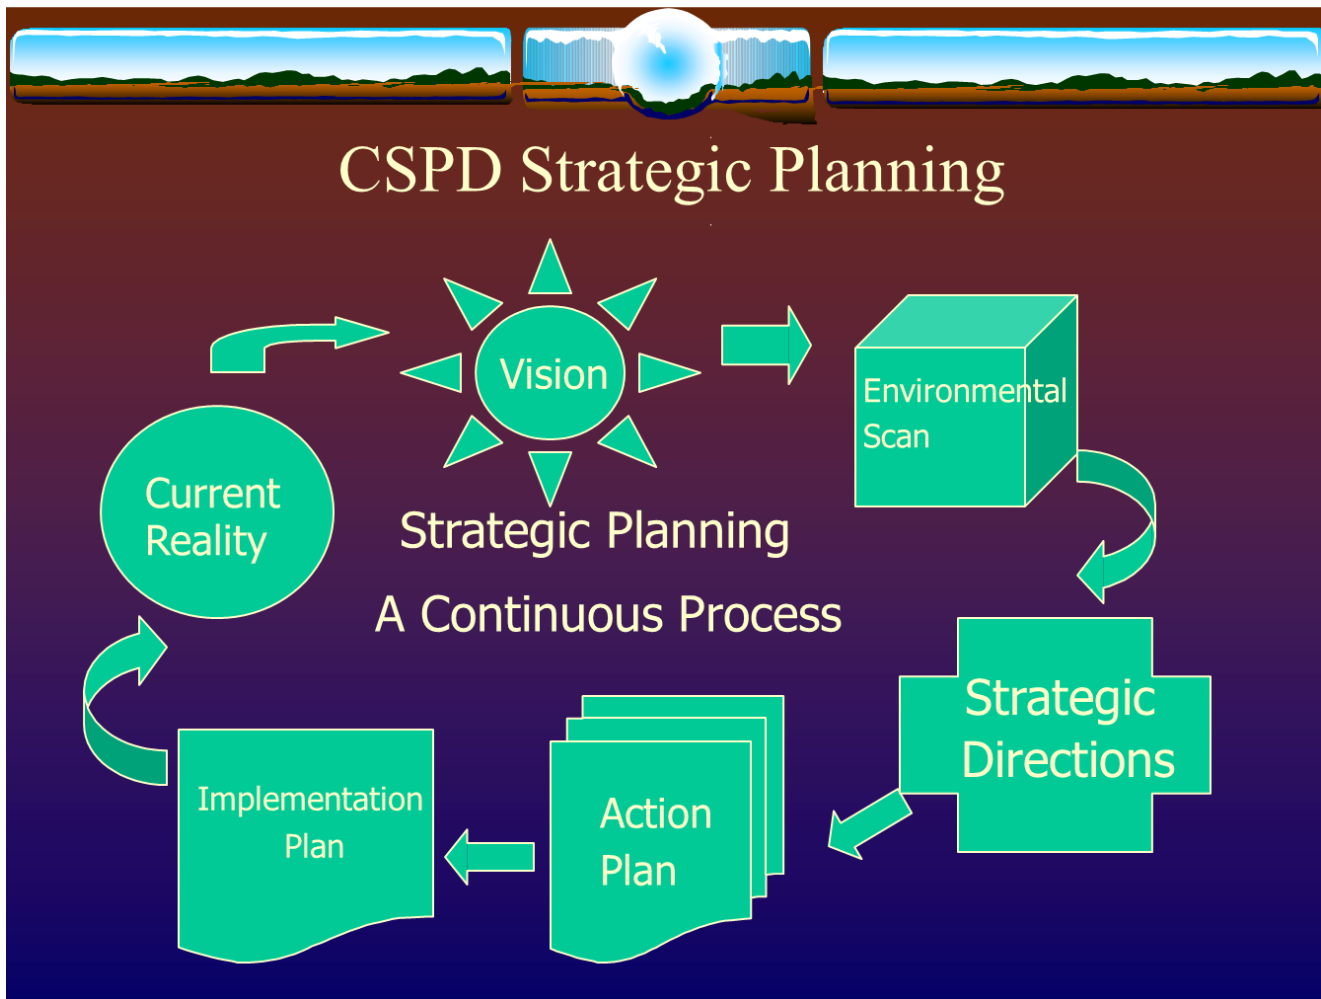 CSPD Strategic Planning
Vision
Environmental
Scan
Current
Reality
Strategic Planning
A Continuous Process
Strategic
Directions
Action
Plan
Implementation
Plan